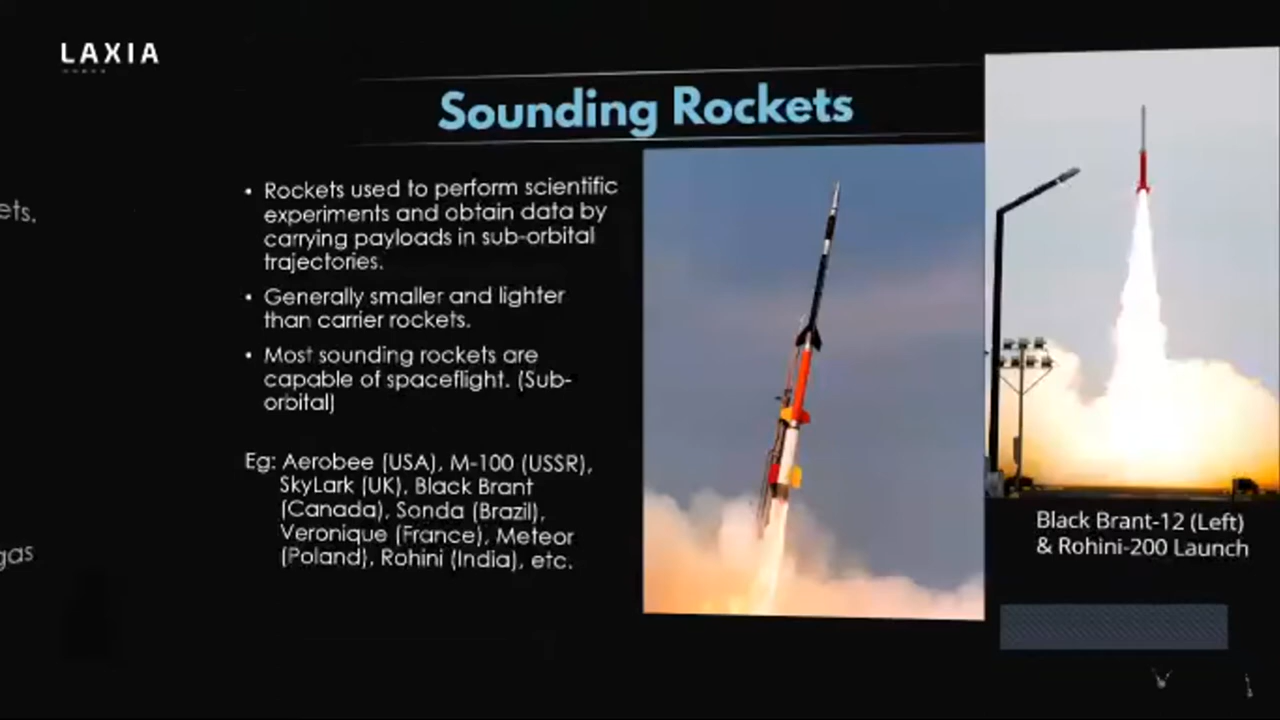 LAXIA
Sounding Rockets
ets.
• Rockets used to perform scientific
experiments and obtain data by
carrying payloads in sub-orbital
trajectories.
• Generally smaller and lighter
than carrier rockets.
• Most sounding rockets are
capable of spaceflight. (Sub-
orbital)
Eg: Aerobee (USA), M-100 (USSR),
SkyLark (UK), Black Brant
(Canada), Sonda (Brazil),
Veronique (France), Meteor
(Poland), Rohini (India), etc.
gas
Black Brant-12 (Left)
& Rohini-200 Launch